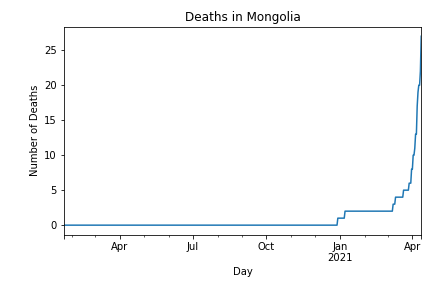 Deaths in Mongolia
Number of Deaths
25
20
15
10
5
0
Apr
Jul
Oct
Jan
2021
Apr
Day